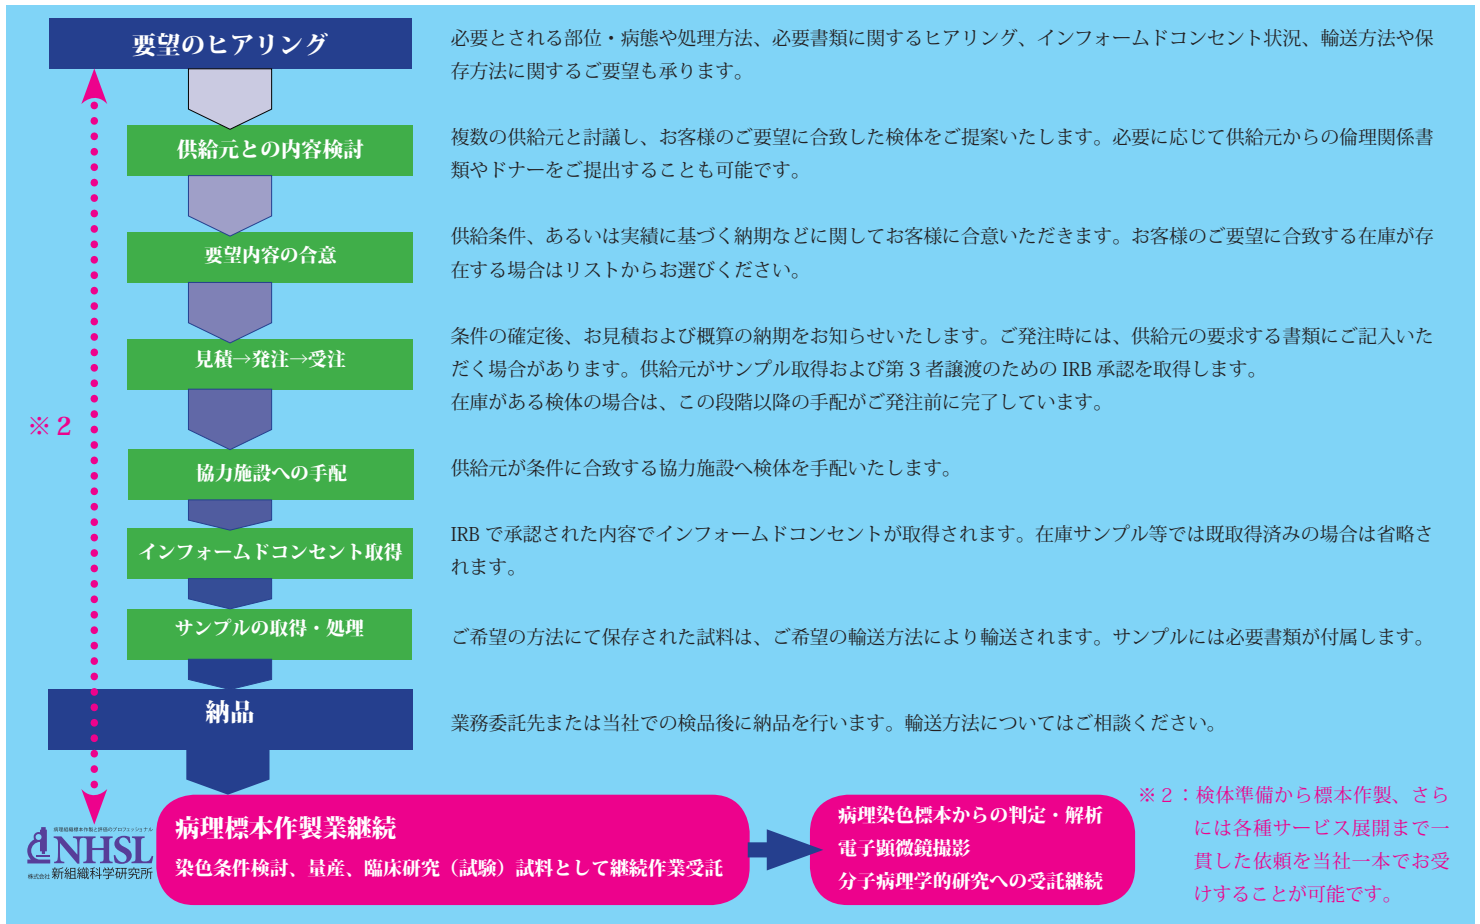 要望のヒアリング
必要とされる部位・病態や処理方法、必要書類に関するヒアリング、インフォームドコンセント状況、輸送方法や保
存方法に関するご要望も承ります。
供給元との内容検討
複数の供給元と討議し、お客様のご要望に合致した検体をご提案いたします。必要に応じて供給元からの倫理関係書
類やドナーをご提出することも可能です。
要望内容の合意
供給条件、あるいは実績に基づく納期などに関してお客様に合意いただきます。お客様のご要望に合致する在庫が存
在する場合はリストからお選びください。
見積→発注→受注
条件の確定後、お見積および概算の納期をお知らせいたします。ご発注時には、供給元の要求する書類にご記入いた
だく場合があります。供給元がサンプル取得および第 3 者譲渡のための IRB 承認を取得します。
在庫がある検体の場合は、この段階以降の手配がご発注前に完了しています。
※ 2
協力施設への手配
供給元が条件に合致する協力施設へ検体を手配いたします。
インフォームドコンセント取得
IRB で承認された内容でインフォームドコンセントが取得されます。在庫サンプル等では既取得済みの場合は省略さ
れます。
サンプルの取得・処理
ご希望の方法にて保存された試料は、ご希望の輸送方法により輸送されます。サンプルには必要書類が付属します。
納品
業務委託先または当社での検品後に納品を行います。輸送方法についてはご相談ください。
病理組織標本作製と評価のプロフェッショナル
NHSL
株式会社 新組織科学研究所
病理標本作製業継続
染色条件検討、量産、臨床研究（試験）試料として継続作業受託
病理染色標本からの判定・解析
電子顕微鏡撮影
分子病理学的研究への受託継続
※ 2 ：検体準備から標本作製、さら
には各種サービス展開まで一
貫した依頼を当社一本でお受
けすることが可能です。